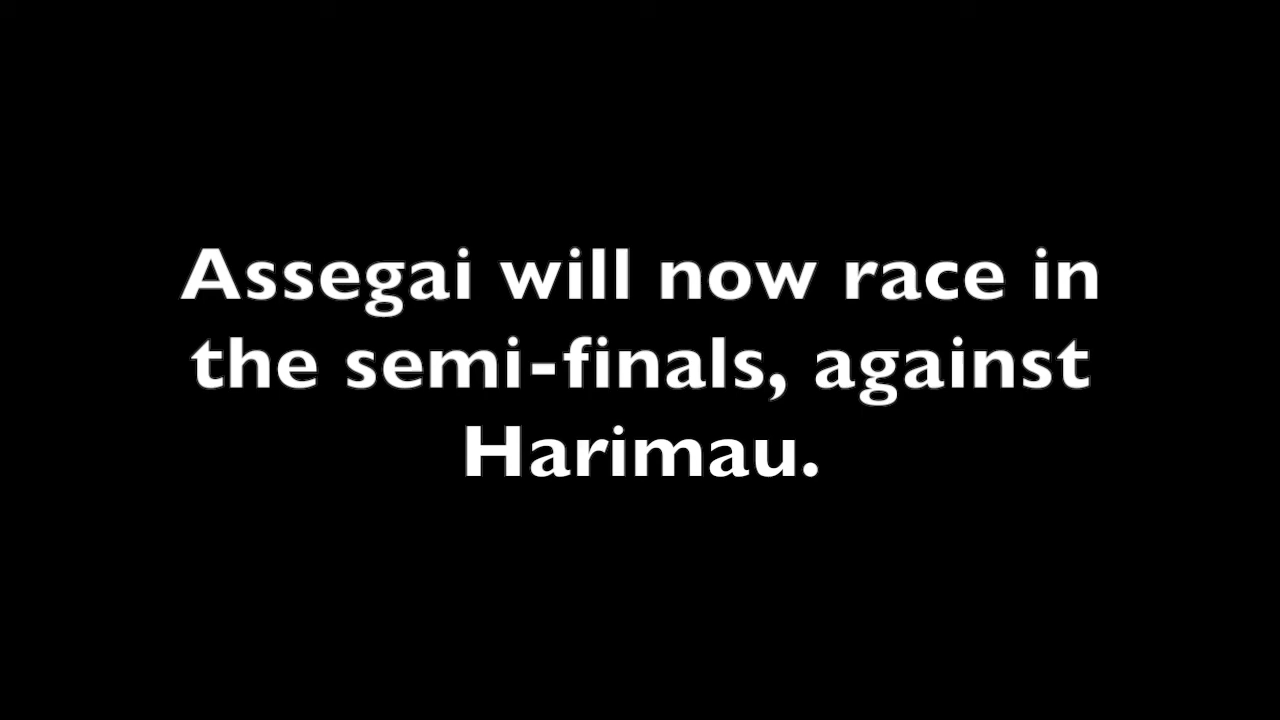 Assegai will now race in
the semi-finals, against
Harimau.